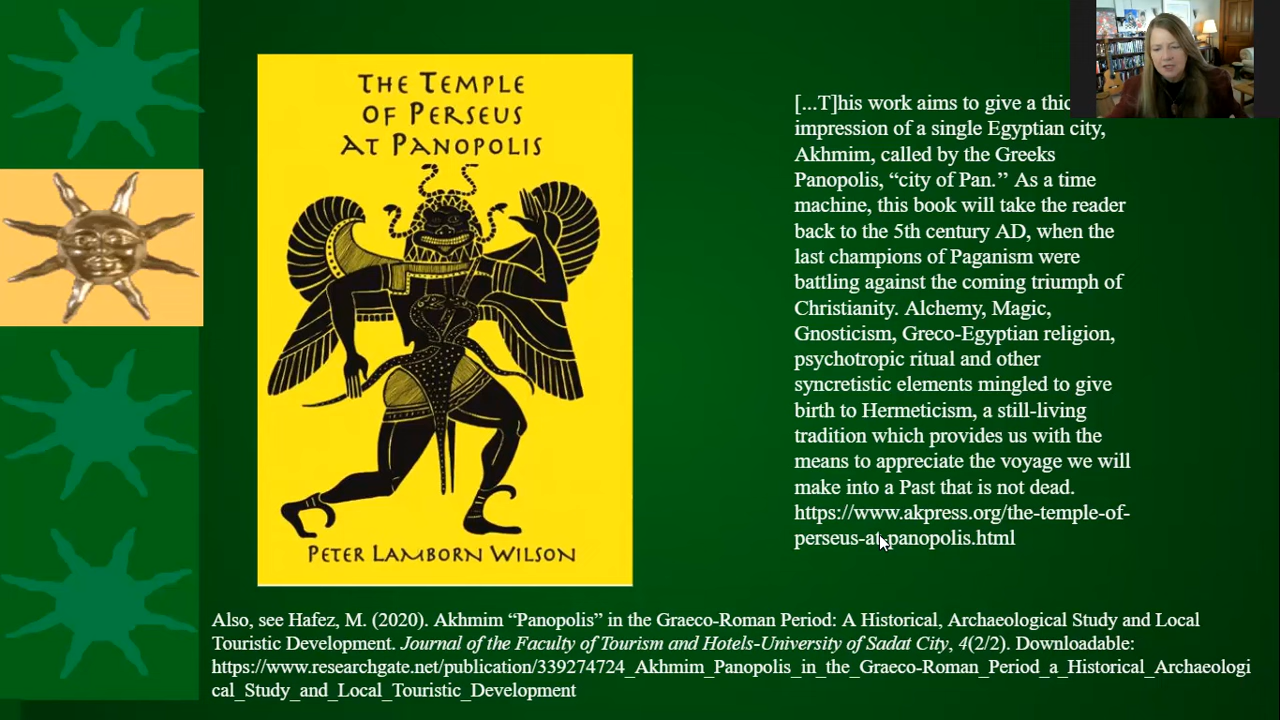 THE TEMPLE
OF PERSEUS
AT PANOPOLIS
PETER LAMBORN WILSON
[...T]his work aims to give a
impression of a single Egyptian city,
Akhmim, called by the Greeks
Panopolis, “city of Pan.’’ As a time
machine, this book will take the reader
back to the 5th century AD, when the
last champions of Paganism were
battling against the coming triumph of
Christianity. Alchemy, Magic,
Gnosticism, Greco-Egyptian religion,
psychotropic ritual and other
syncretistic elements mingled to give
birth to Hermeticism, a still-living
tradition which provides us with the
means to appreciate the voyage we will
make into a Past that is not dead.
https://www.akpress.org/the-temple-of-
perseus-at-panopolis.html
Also, see Hafez, M. (2020). Akhmim “Panopolis” in the Graeco-Roman Period: A Historical, Archaeological Study and Local
Touristic Development. Journal of the Faculty of Tourism and Hotels-University of Sadat City, 4(2/2). Downloadable:
https://www.researchgate.net/publication/339274724_Akhmim_Panopolis_in_the_Graeco-Roman_Period_a_Historical_Archaeologi
cal_Study_and_Local_Touristic_Development